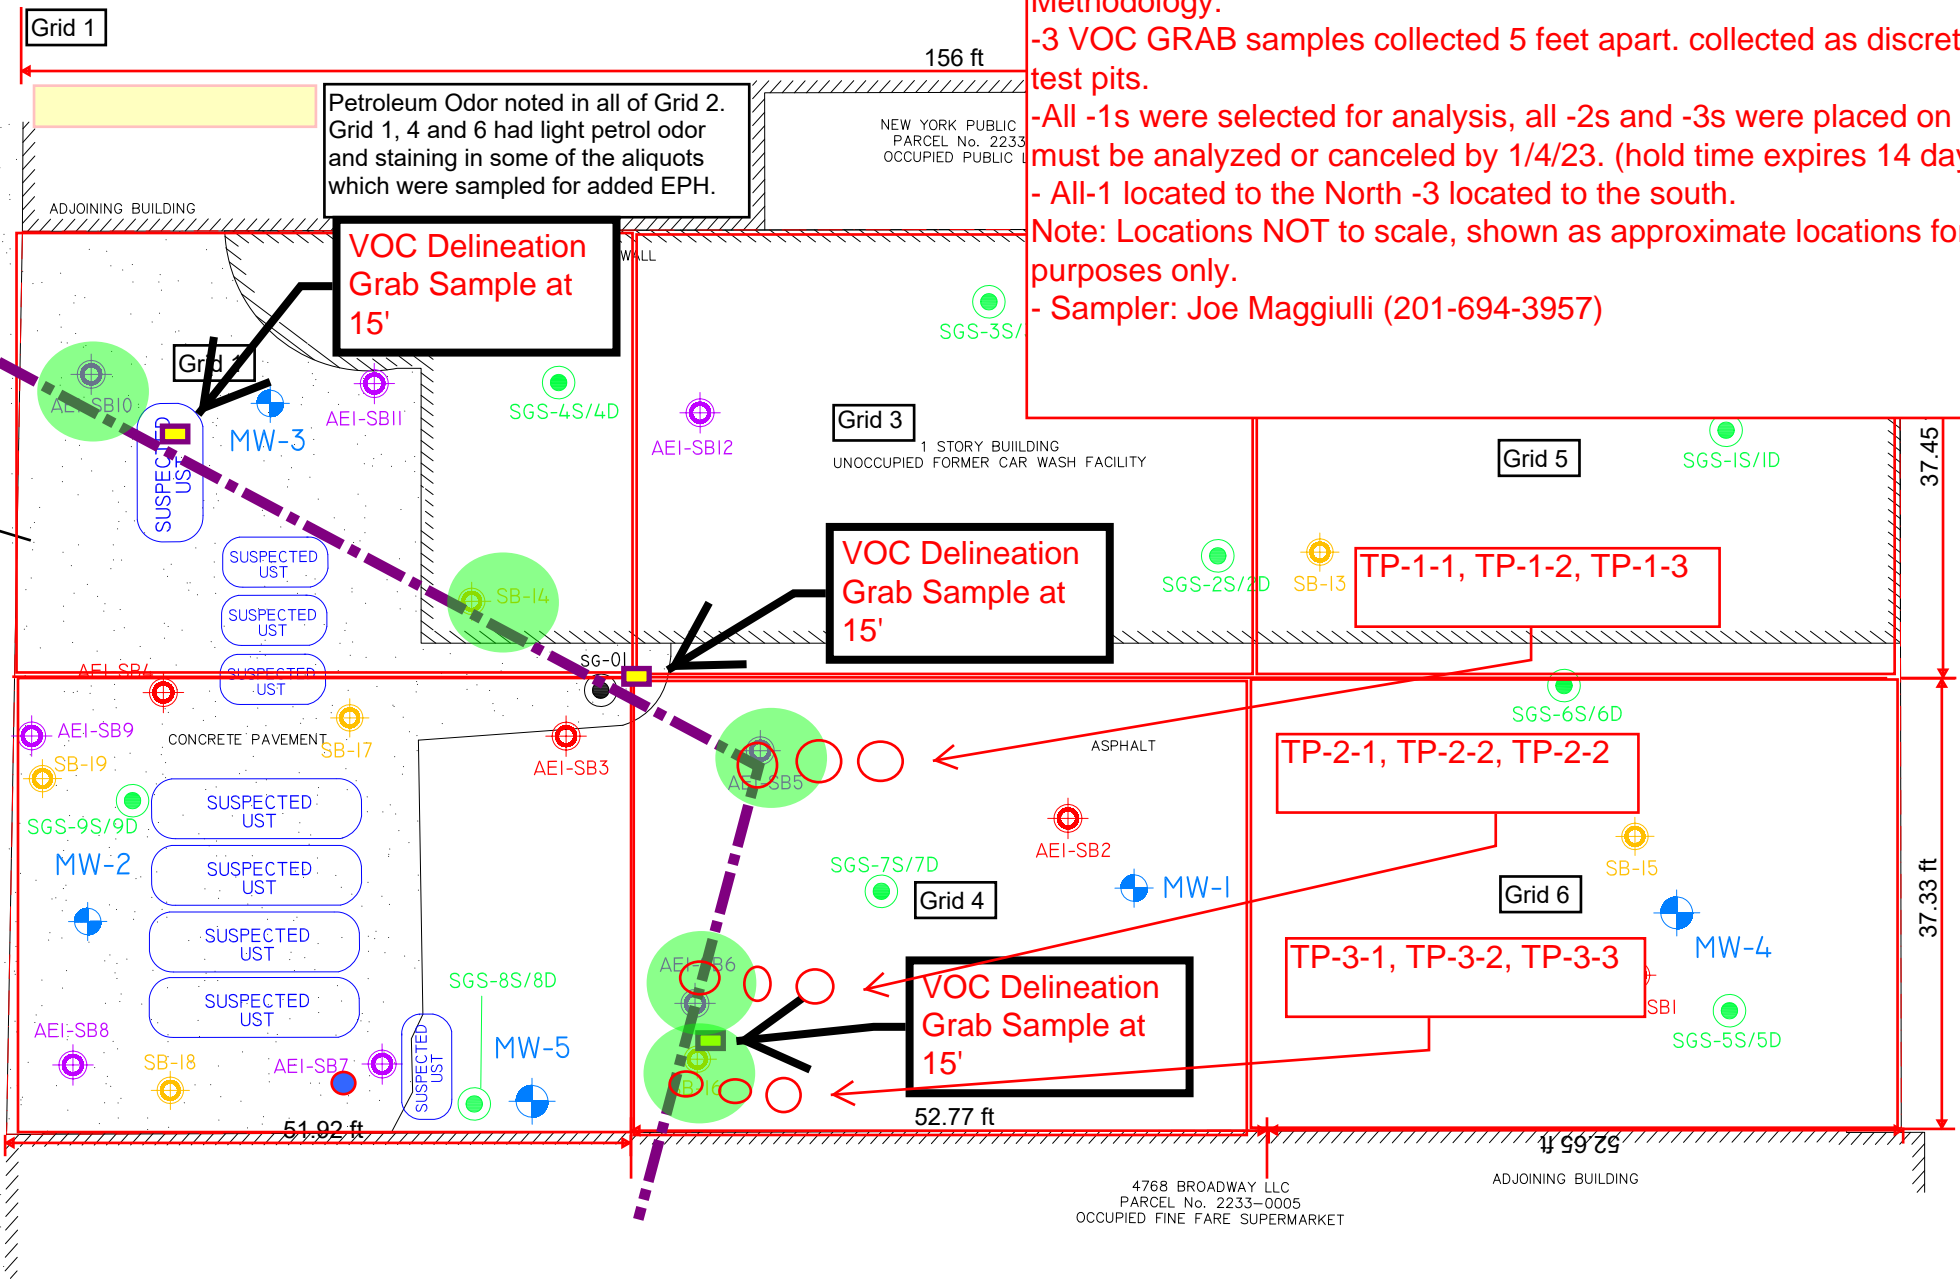 Grid 1
156 ft
Methodology:
-3 VOC GRAB samples collected 5 feet apart. collected as discret
test pits.
-All -1s were selected for analysis, all -2s and -3s were placed on
must be analyzed or canceled by 1/4/23. (hold time expires 14 day
- All-1 located to the North -3 located to the south.
Note: Locations NOT to scale, shown as approximate locations for
purposes only.
- Sampler: Joe Maggiulli (201-694-3957)
Petroleum Odor noted in all of Grid 2.
Grid 1, 4 and 6 had light petrol odor
and staining in some of the aliquots
which were sampled for added EPH.
NEW YORK PUBLIC
PARCEL No. 2233
OCCUPIED PUBLIC L
ADJOINING BUILDING
WALL
VOC Delineation
Grab Sample at
15'
Grid 1
AEI-SB10
MW-3
AEI-SB11
SGS-4S/4D
SGS-3S/
AEI-SB12
Grid 3
1 STORY BUILDING
UNOCCUPIED FORMER CAR WASH FACILITY
Grid 5
SGS-1S/1D
37.45
SUSPECTED
UST
SUSPECTED
UST
SUSPECTED
UST
SUSPECTED
UST
SB-14
VOC Delineation
Grab Sample at
15'
SGS-2S/2D
SB-13
TP-1-1, TP-1-2, TP-1-3
SG-01
AEI-SB4
AEI-SB9
SB-19
CONCRETE PAVEMENT
SB-17
AEI-SB3
AEI-SB5
ASPHALT
SGS-6S/6D
TP-2-1, TP-2-2, TP-2-2
SGS-9S/9D
MW-2
SUSPECTED
UST
SUSPECTED
UST
SUSPECTED
UST
SUSPECTED
UST
AEI-SB2
SGS-7S/7D
Grid 4
MW-1
SB-15
Grid 6
MW-4
37.33 ft
TP-3-1, TP-3-2, TP-3-3
SB1
SGS-5S/5D
AEI-SB6
VOC Delineation
Grab Sample at
15'
SB-16
SGS-8S/8D
AEI-SB8
SB-18
AEI-SB7
SUSPECTED
UST
MW-5
51.92 ft
52.77 ft
52.65 ft
4768 BROADWAY LLC
PARCEL No. 2233-0005
OCCUPIED FINE FARE SUPERMARKET
ADJOINING BUILDING